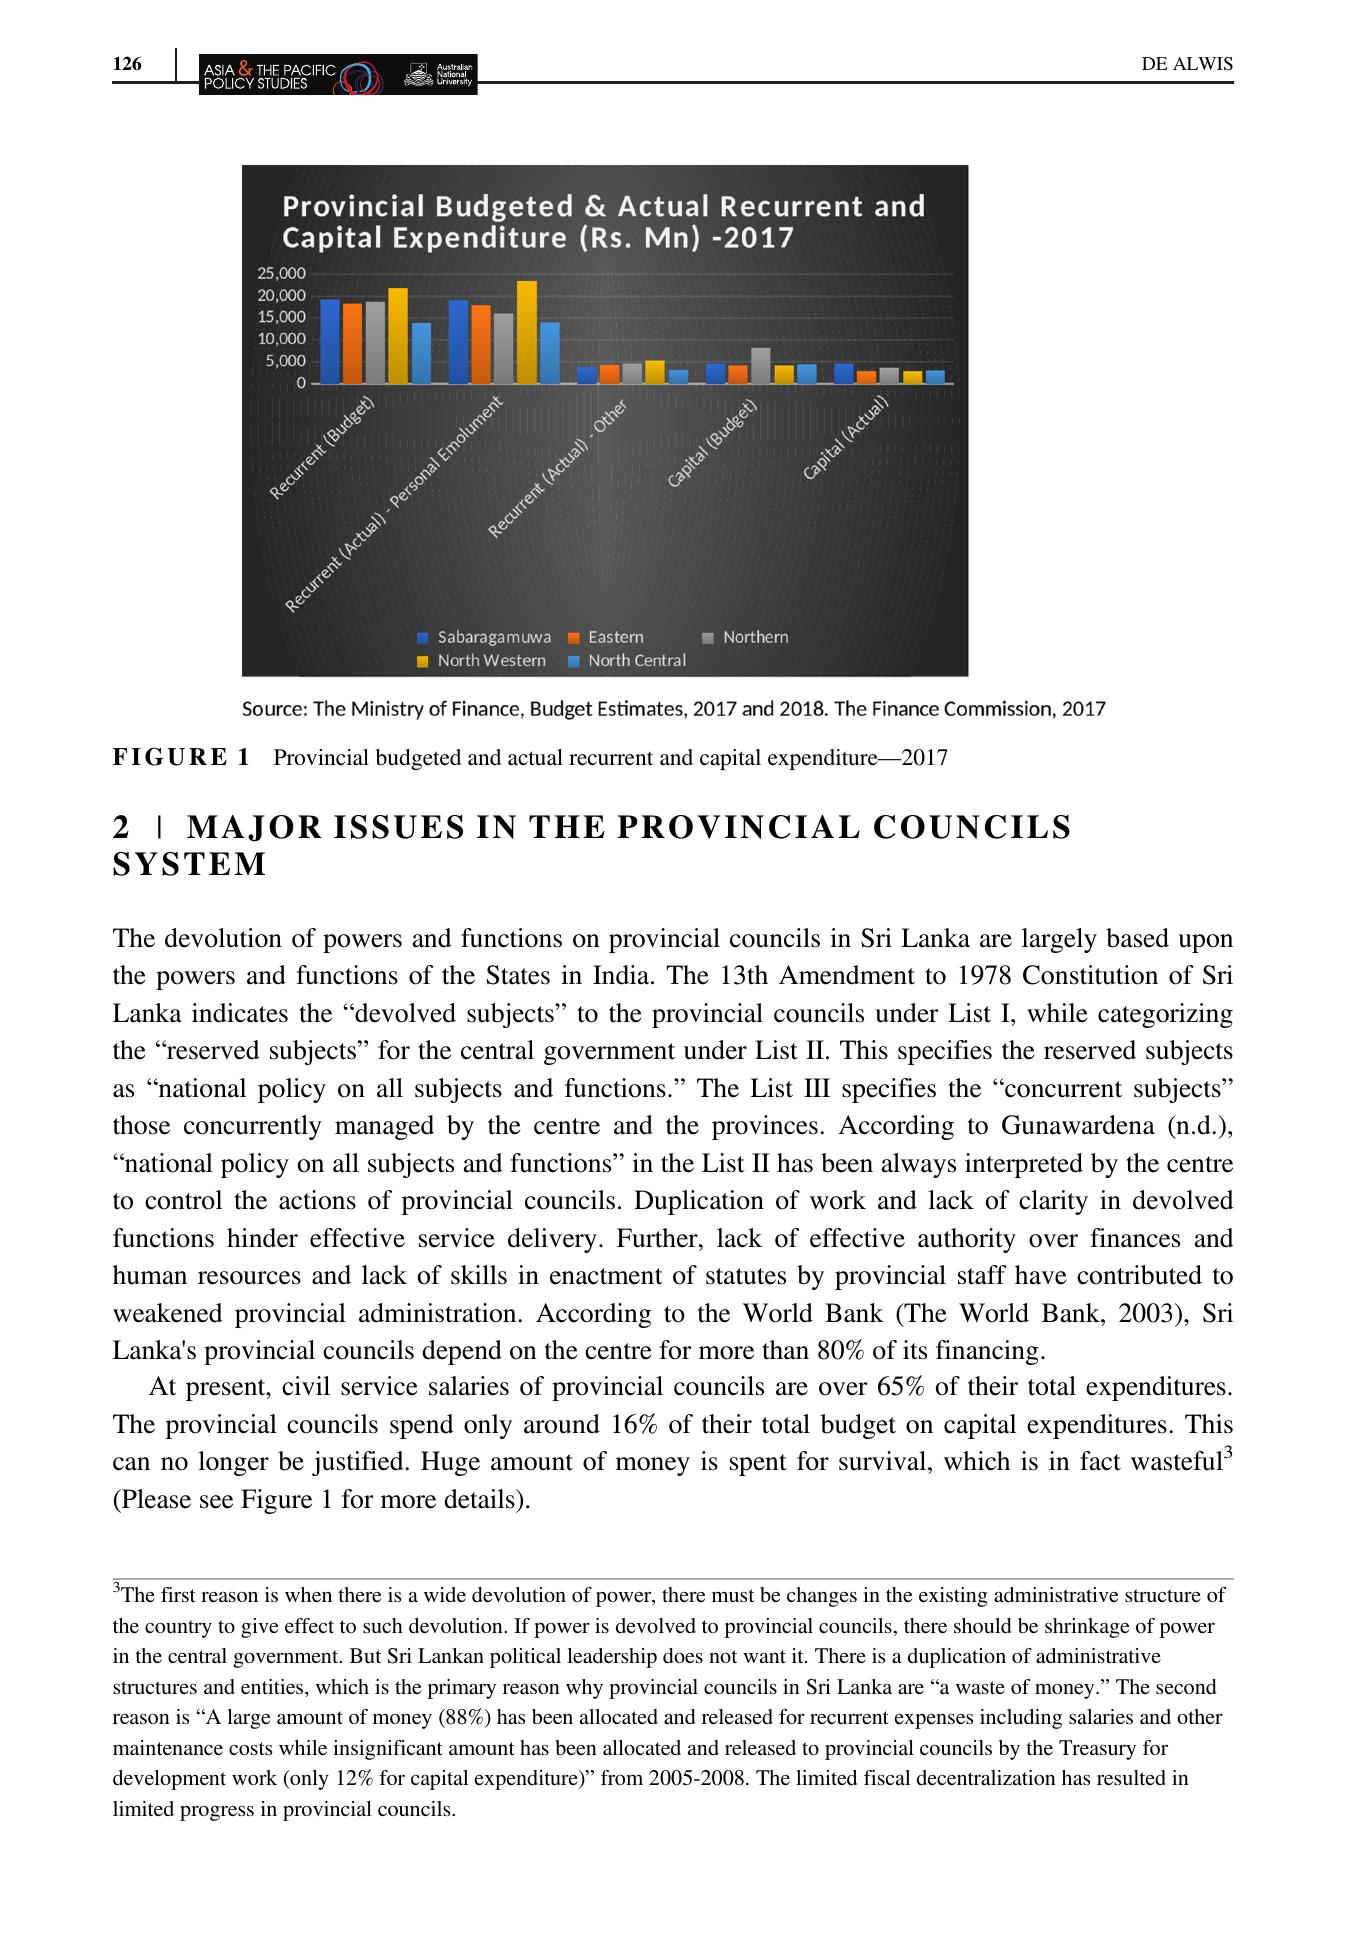 126
ASIA & THE PACIFIC
POLICY STUDIES
Australian
National
University
DE ALWIS
Provincial Budgeted & Actual Recurrent and
Capital Expenditure (Rs. Mn) -2017
25,000
20,000
15,000
10,000
5,000
0
Recurrent (Budget)
Recurrent (Actual) - Personal Emolument
Recurrent (Actual) - Other
Capital (Budget)
Capital (Actual)
Sabaragamuwa Eastern Northern
North Western North Central
Source: The Ministry of Finance, Budget Estimates, 2017 and 2018. The Finance Commission, 2017
FIGURE 1 Provincial budgeted and actual recurrent and capital expenditure—2017
2 | MAJOR ISSUES IN THE PROVINCIAL COUNCILS
SYSTEM
The devolution of powers and functions on provincial councils in Sri Lanka are largely based upon
the powers and functions of the States in India. The 13th Amendment to 1978 Constitution of Sri
Lanka indicates the “devolved subjects” to the provincial councils under List I, while categorizing
the “reserved subjects” for the central government under List II. This specifies the reserved subjects
as “national policy on all subjects and functions.” The List III specifies the “concurrent subjects”
those concurrently managed by the centre and the provinces. According to Gunawardena (n.d.),
“national policy on all subjects and functions” in the List II has been always interpreted by the centre
to control the actions of provincial councils. Duplication of work and lack of clarity in devolved
functions hinder effective service delivery. Further, lack of effective authority over finances and
human resources and lack of skills in enactment of statutes by provincial staff have contributed to
weakened provincial administration. According to the World Bank (The World Bank, 2003), Sri
Lanka's provincial councils depend on the centre for more than 80% of its financing.
At present, civil service salaries of provincial councils are over 65% of their total expenditures.
The provincial councils spend only around 16% of their total budget on capital expenditures. This
can no longer be justified. Huge amount of money is spent for survival, which is in fact wasteful3
(Please see Figure 1 for more details).
3The first reason is when there is a wide devolution of power, there must be changes in the existing administrative structure of
the country to give effect to such devolution. If power is devolved to provincial councils, there should be shrinkage of power
in the central government. But Sri Lankan political leadership does not want it. There is a duplication of administrative
structures and entities, which is the primary reason why provincial councils in Sri Lanka are “a waste of money.” The second
reason is “A large amount of money (88%) has been allocated and released for recurrent expenses including salaries and other
maintenance costs while insignificant amount has been allocated and released to provincial councils by the Treasury for
development work (only 12% for capital expenditure)” from 2005-2008. The limited fiscal decentralization has resulted in
limited progress in provincial councils.